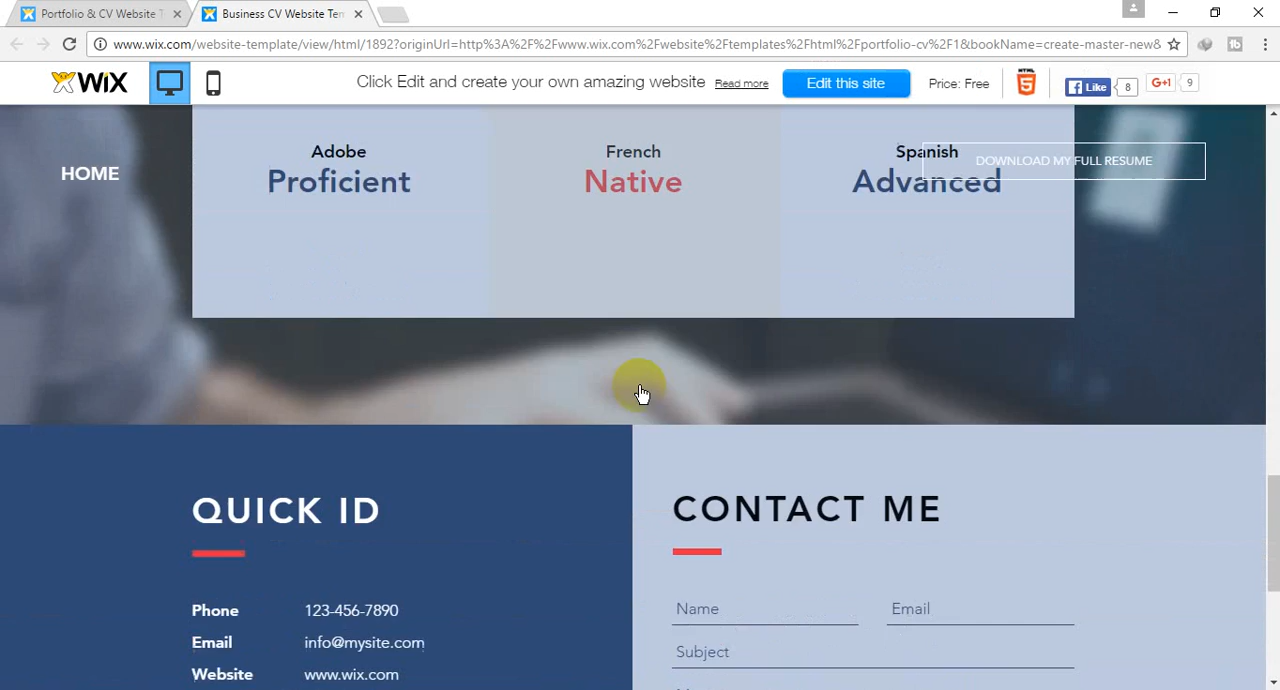 Portfolio & CV Website T
Business CV Website Tem
www.wix.com/website-template/view/html/1892?originUrl=http%3A%2F%2Fwww.wix.com%2Fwebsite%2Ftemplates%2Fhtml%2Fportfolio-cv%2F1&bookName=create-master-new&
WiX
Click Edit and create your own amazing website Read more
Edit this site
Price: Free
HTML 5
Like 8
G+1 9
HOME
Adobe
Proficient
French
Native
Spanish
Advanced
DOWNLOAD MY FULL RESUME
QUICK ID
Phone 123-456-7890
Email info@mysite.com
Website www.wix.com
CONTACT ME
Name Email
Subject